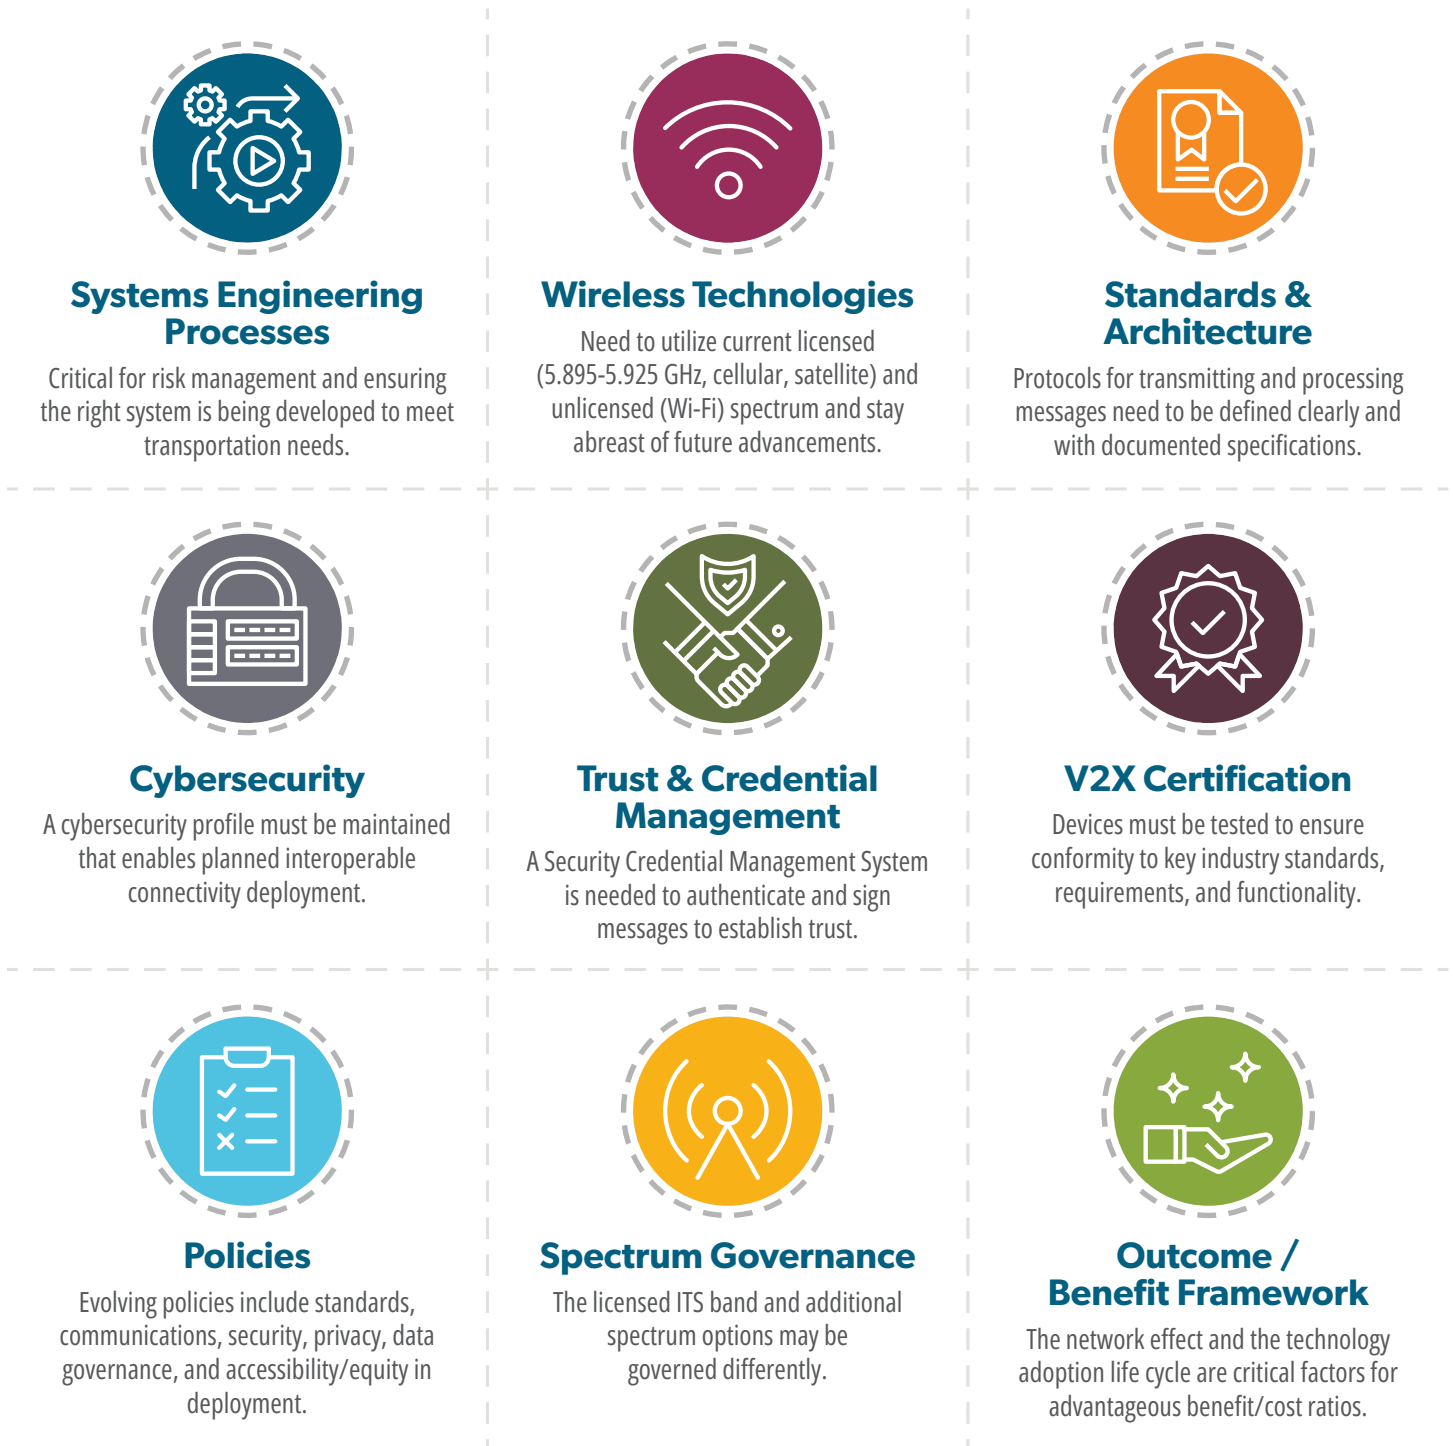 Systems Engineering
Processes
Critical for risk management and ensuring
the right system is being developed to meet
transportation needs.
Wireless Technologies
Need to utilize current licensed
(5.895-5.925 GHz, cellular, satellite) and
unlicensed (Wi-Fi) spectrum and stay
abreast of future advancements.
Standards &
Architecture
Protocols for transmitting and processing
messages need to be defined clearly and
with documented specifications.
Cybersecurity
A cybersecurity profile must be maintained
that enables planned interoperable
connectivity deployment.
Trust & Credential
Management
A Security Credential Management System
is needed to authenticate and sign
messages to establish trust.
V2X Certification
Devices must be tested to ensure
conformity to key industry standards,
requirements, and functionality.
Policies
Evolving policies include standards,
communications, security, privacy, data
governance, and accessibility/equity in
deployment.
Spectrum Governance
The licensed ITS band and additional
spectrum options may be
governed differently.
Outcome /
Benefit Framework
The network effect and the technology
adoption life cycle are critical factors for
advantageous benefit/cost ratios.